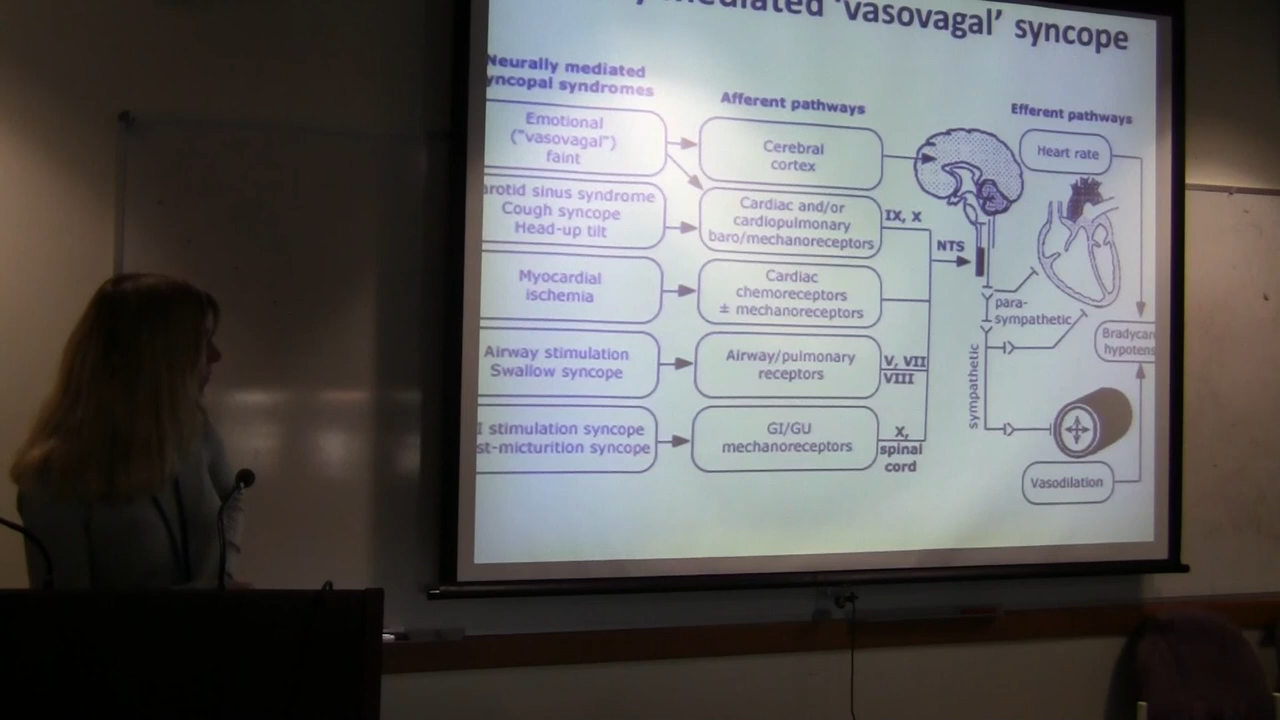 mediated 'vasovagal' syncope
Neurally mediated
yncopal syndromes
Afferent pathways
Efferent pathways
Emotional
("vasovagal")
faint
Cerebral
cortex
Heart rate
arotid sinus syndrome
Cough syncope
Head-up tilt
Cardiac and/or
cardiopulmonary
baro/mechanoreceptors
IX, X
NTS
Myocardial
ischemia
Cardiac
chemoreceptors
± mechanoreceptors
para-
sympathetic
Bradycar
hypotens
sympathetic
Airway stimulation
Swallow syncope
Airway/pulmonary
receptors
V, VII
VIII
I stimulation syncope
st-micturition syncope
GI/GU
mechanoreceptors
X,
spinal
cord
Vasodilation